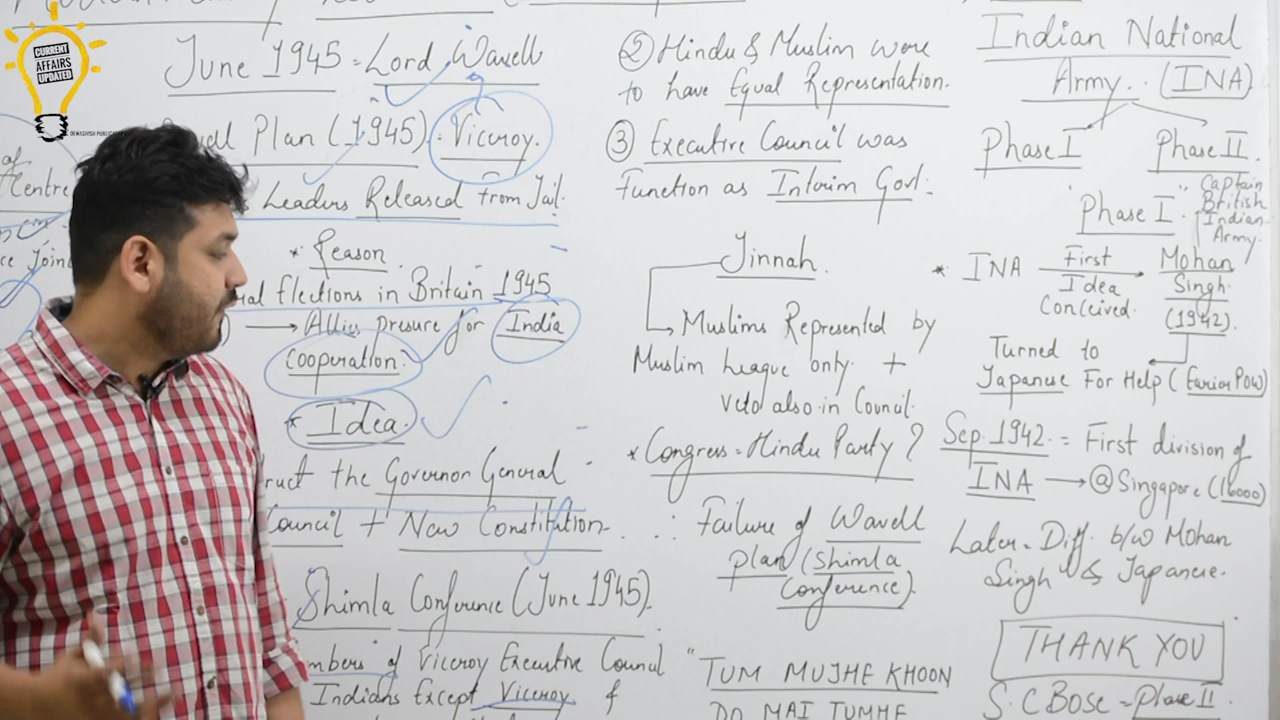 CURRENT
AFFAIRS
UPDATED
June 1945 = Lord Wavell
Plan (1945) = Viceroy.
Leaders Released from Jail.
* Reason
Elections in Britain 1945
→ Allies Presure for India
cooperation.
* Idea.
the Governor General
Council + New Constitution.
Shimla Conference (June 1945).
of Viceroy Executive Council
Indians Except Viceroy &
of
Centre
Joint
② Hindu & Muslim were
to have Equal Representation.
③ Executive Council was
Function as Interim Govt.
Jinnah.
Muslims Represented by
Muslim League only. +
Veto also in Council.
* Congress = Hindu Party ?
∴ Failure of Wavell
plan (Shimla
Conference).
"TUM MUJHE KHOON
DO MAI TUMHE
Indian National
Army. (INA)
Phase I Phase II.
Captain
British
Indian
Army.
"Phase I"
* INA First Idea Conceived. → Mohan
Singh
(1942).
Turned to
Japanese For Help (Earior POW)
Sep. 1942 = First division of
INA → @ Singapore (16000)
Later = Diff. b/w Mohan
Singh & Japanese.
THANK YOU
S.C BOSE = Phase II